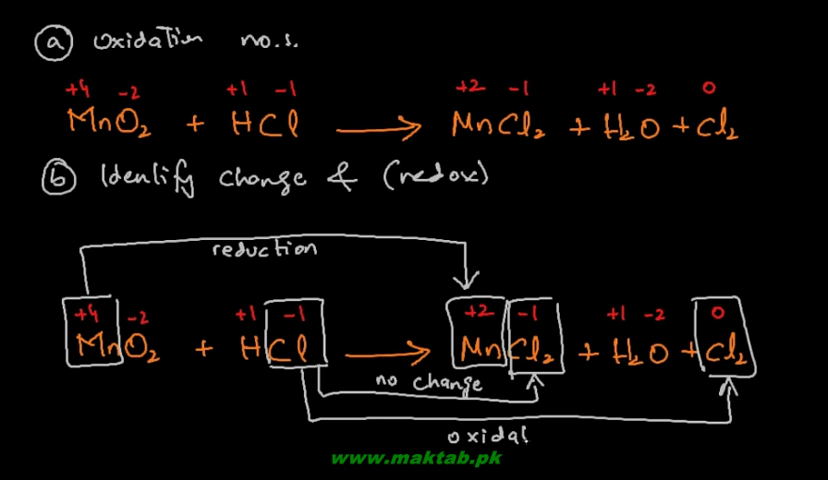 (a) oxidation no.s.
+4 -2 +1 -1 +2 -1 +1 -2 0
MnO₂ + HCl → MnCl₂ + H₂O + Cl₂
(b) Identify change & (redox)
reduction
+4 -2 +1 -1 +2 -1 +1 -2 0
MnO₂ + HCl → MnCl₂ + H₂O + Cl₂
no change
oxidat
www.maktab.pk